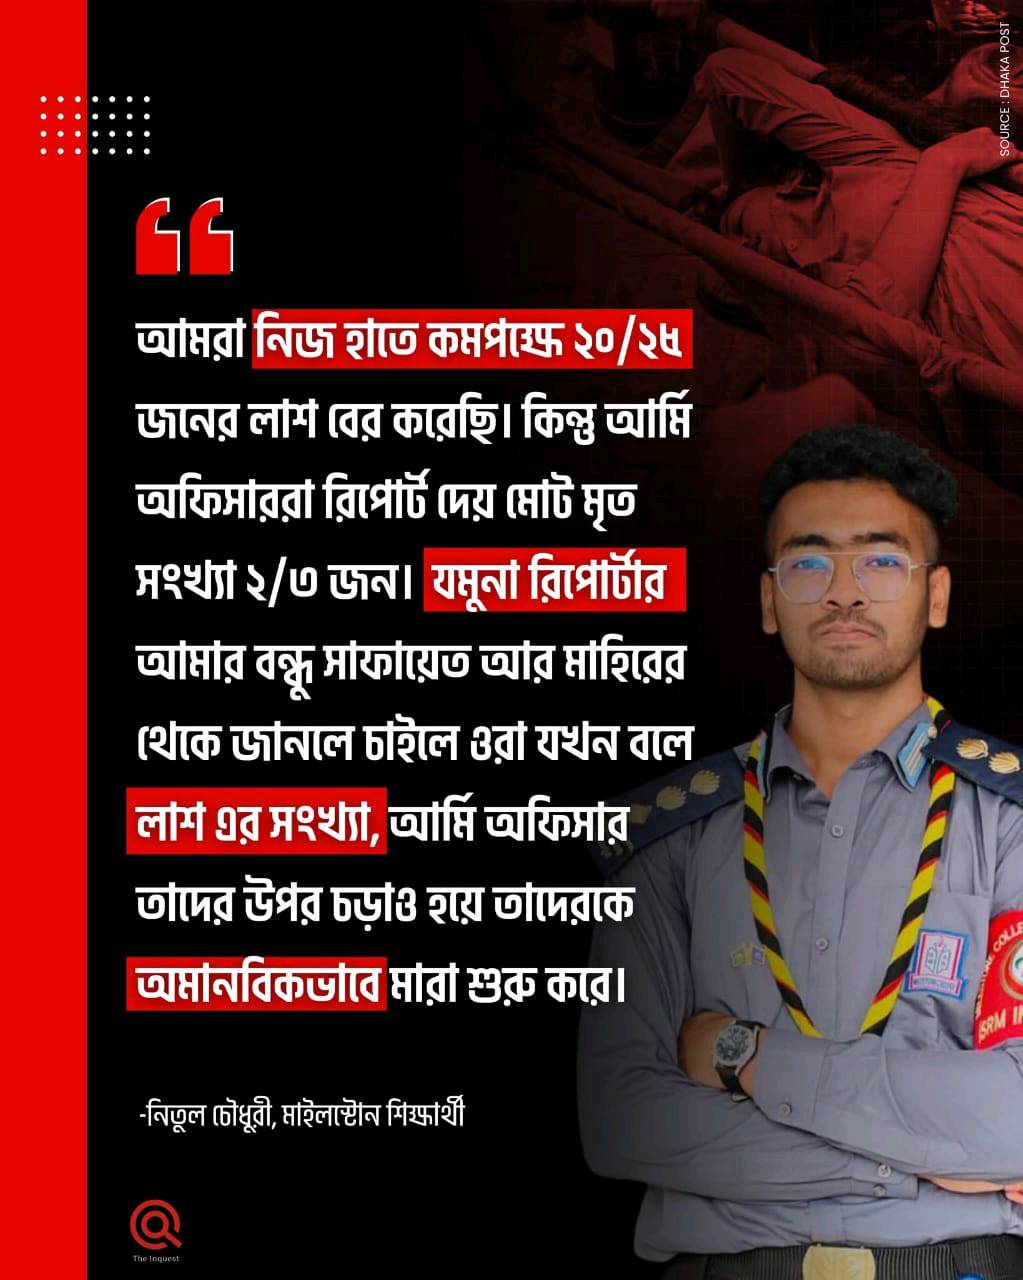 SOURCE : DHAKA POST
আমরা নিজ হাতে কমপক্ষে ২০/২৫
জনের লাশ বের করেছি। কিন্তু আর্মি
অফিসাররা রিপোর্ট দেয় মোট মৃত
সংখ্যা ২/৩ জন। যমুনা রিপোর্টার
আমার বন্ধু সাফায়েত আর মাহিরের
থেকে জানলে চাইলে ওরা যখন বলে
লাশ এর সংখ্যা, আর্মি অফিসার
তাদের উপর চড়াও হয়ে তাদেরকে
অমানবিকভাবে মারা শুরু করে।
-নিতুল চৌধুরী, মাইলস্টোন শিক্ষার্থী
The Inquest